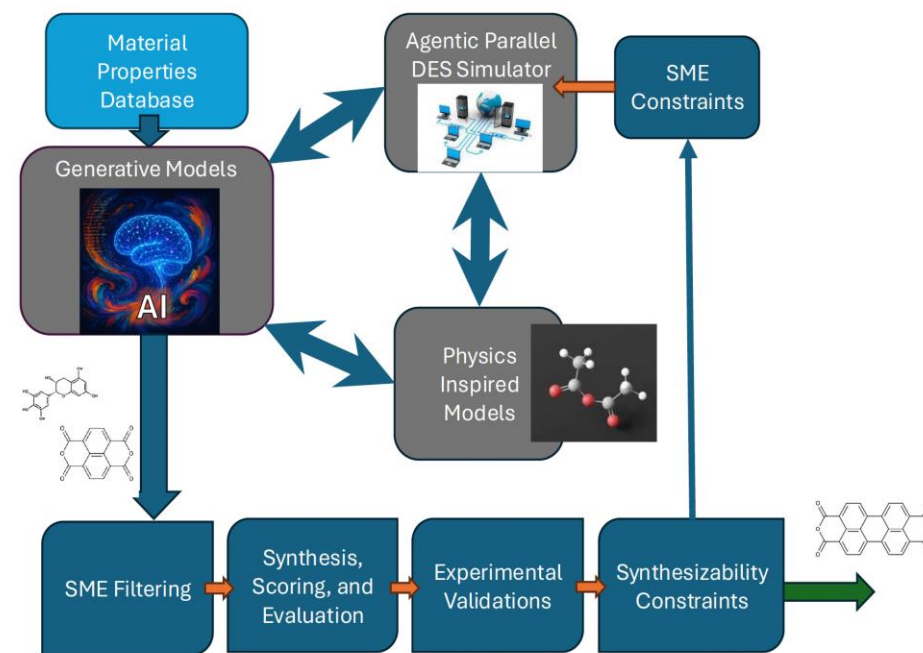 Material
Properties
Database
Agentic Parallel
DES Simulator
SME
Constraints
Generative Models
AI
Physics
Inspired
Models
SME Filtering
Synthesis,
Scoring, and
Evaluation
Experimental
Validations
Synthesizability
Constraints